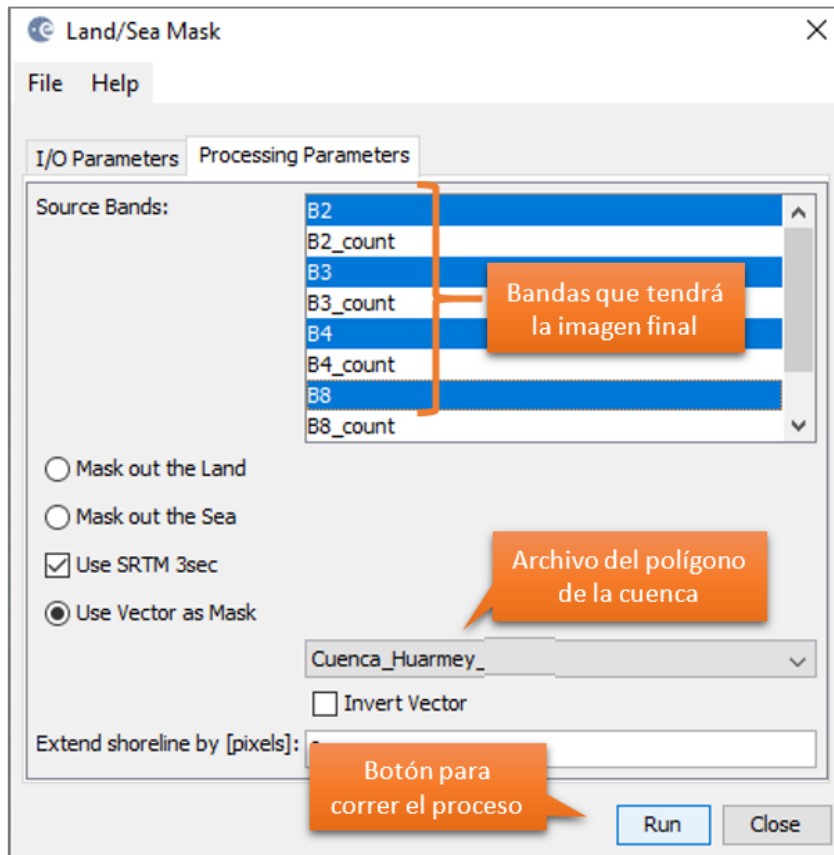 Land/Sea Mask
File Help
I/O Parameters Processing Parameters
Source Bands:
B2
B2_count
B3
B3_count
B4
B4_count
B8
B8_count
Bandas que tendrá
la imagen final
Mask out the Land
Mask out the Sea
Use SRTM 3sec
Use Vector as Mask
Archivo del polígono
de la cuenca
Cuenca_Huarmey_
Invert Vector
Extend shoreline by [pixels]:
Botón para
correr el proceso
Run Close